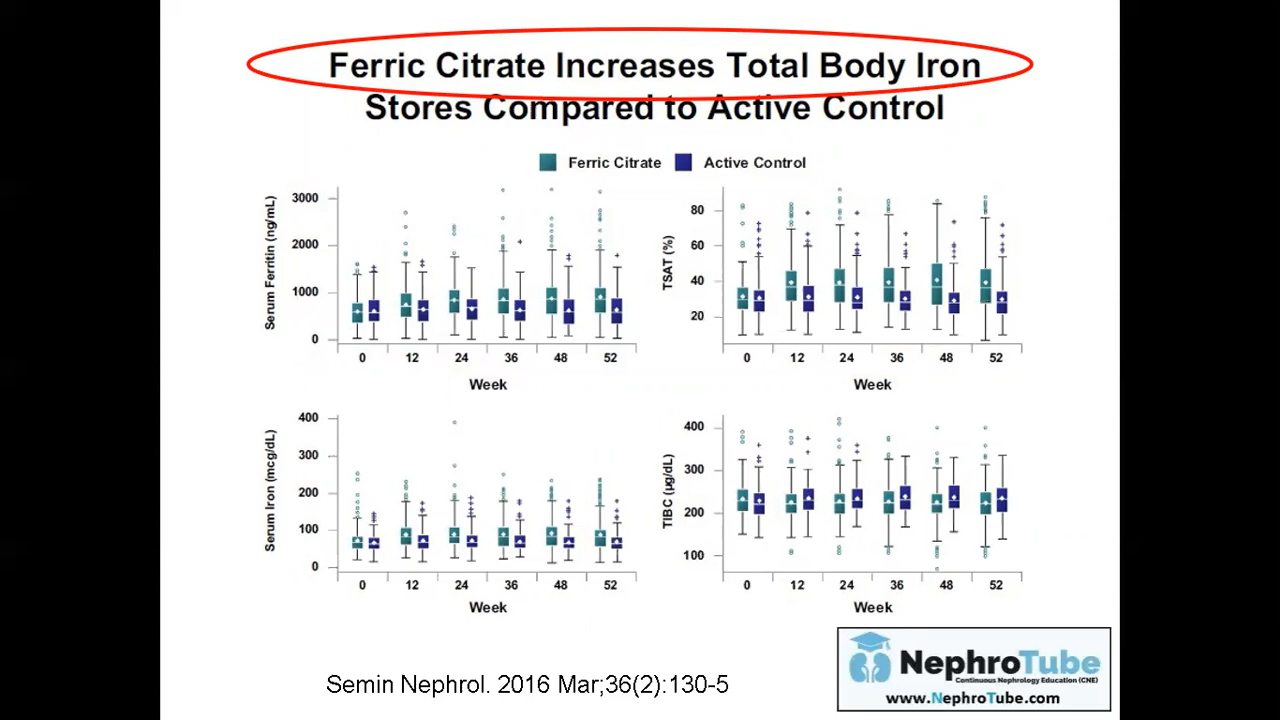 Ferric Citrate Increases Total Body Iron
Stores Compared to Active Control
Ferric Citrate
Active Control
Serum Ferritin (ng/mL)
3000
2000
1000
0
0 12 24 36 48 52
Week
TSAT (%)
80
60
40
20
0 12 24 36 48 52
Week
Serum Iron (mcg/dL)
400
300
200
100
0
0 12 24 36 48 52
Week
TIBC (µg/dL)
400
300
200
100
0 12 24 36 48 52
Week
Semin Nephrol. 2016 Mar;36(2):130-5
NephroTube
Continuous Nephrology Education (CNE)
www.NephroTube.com